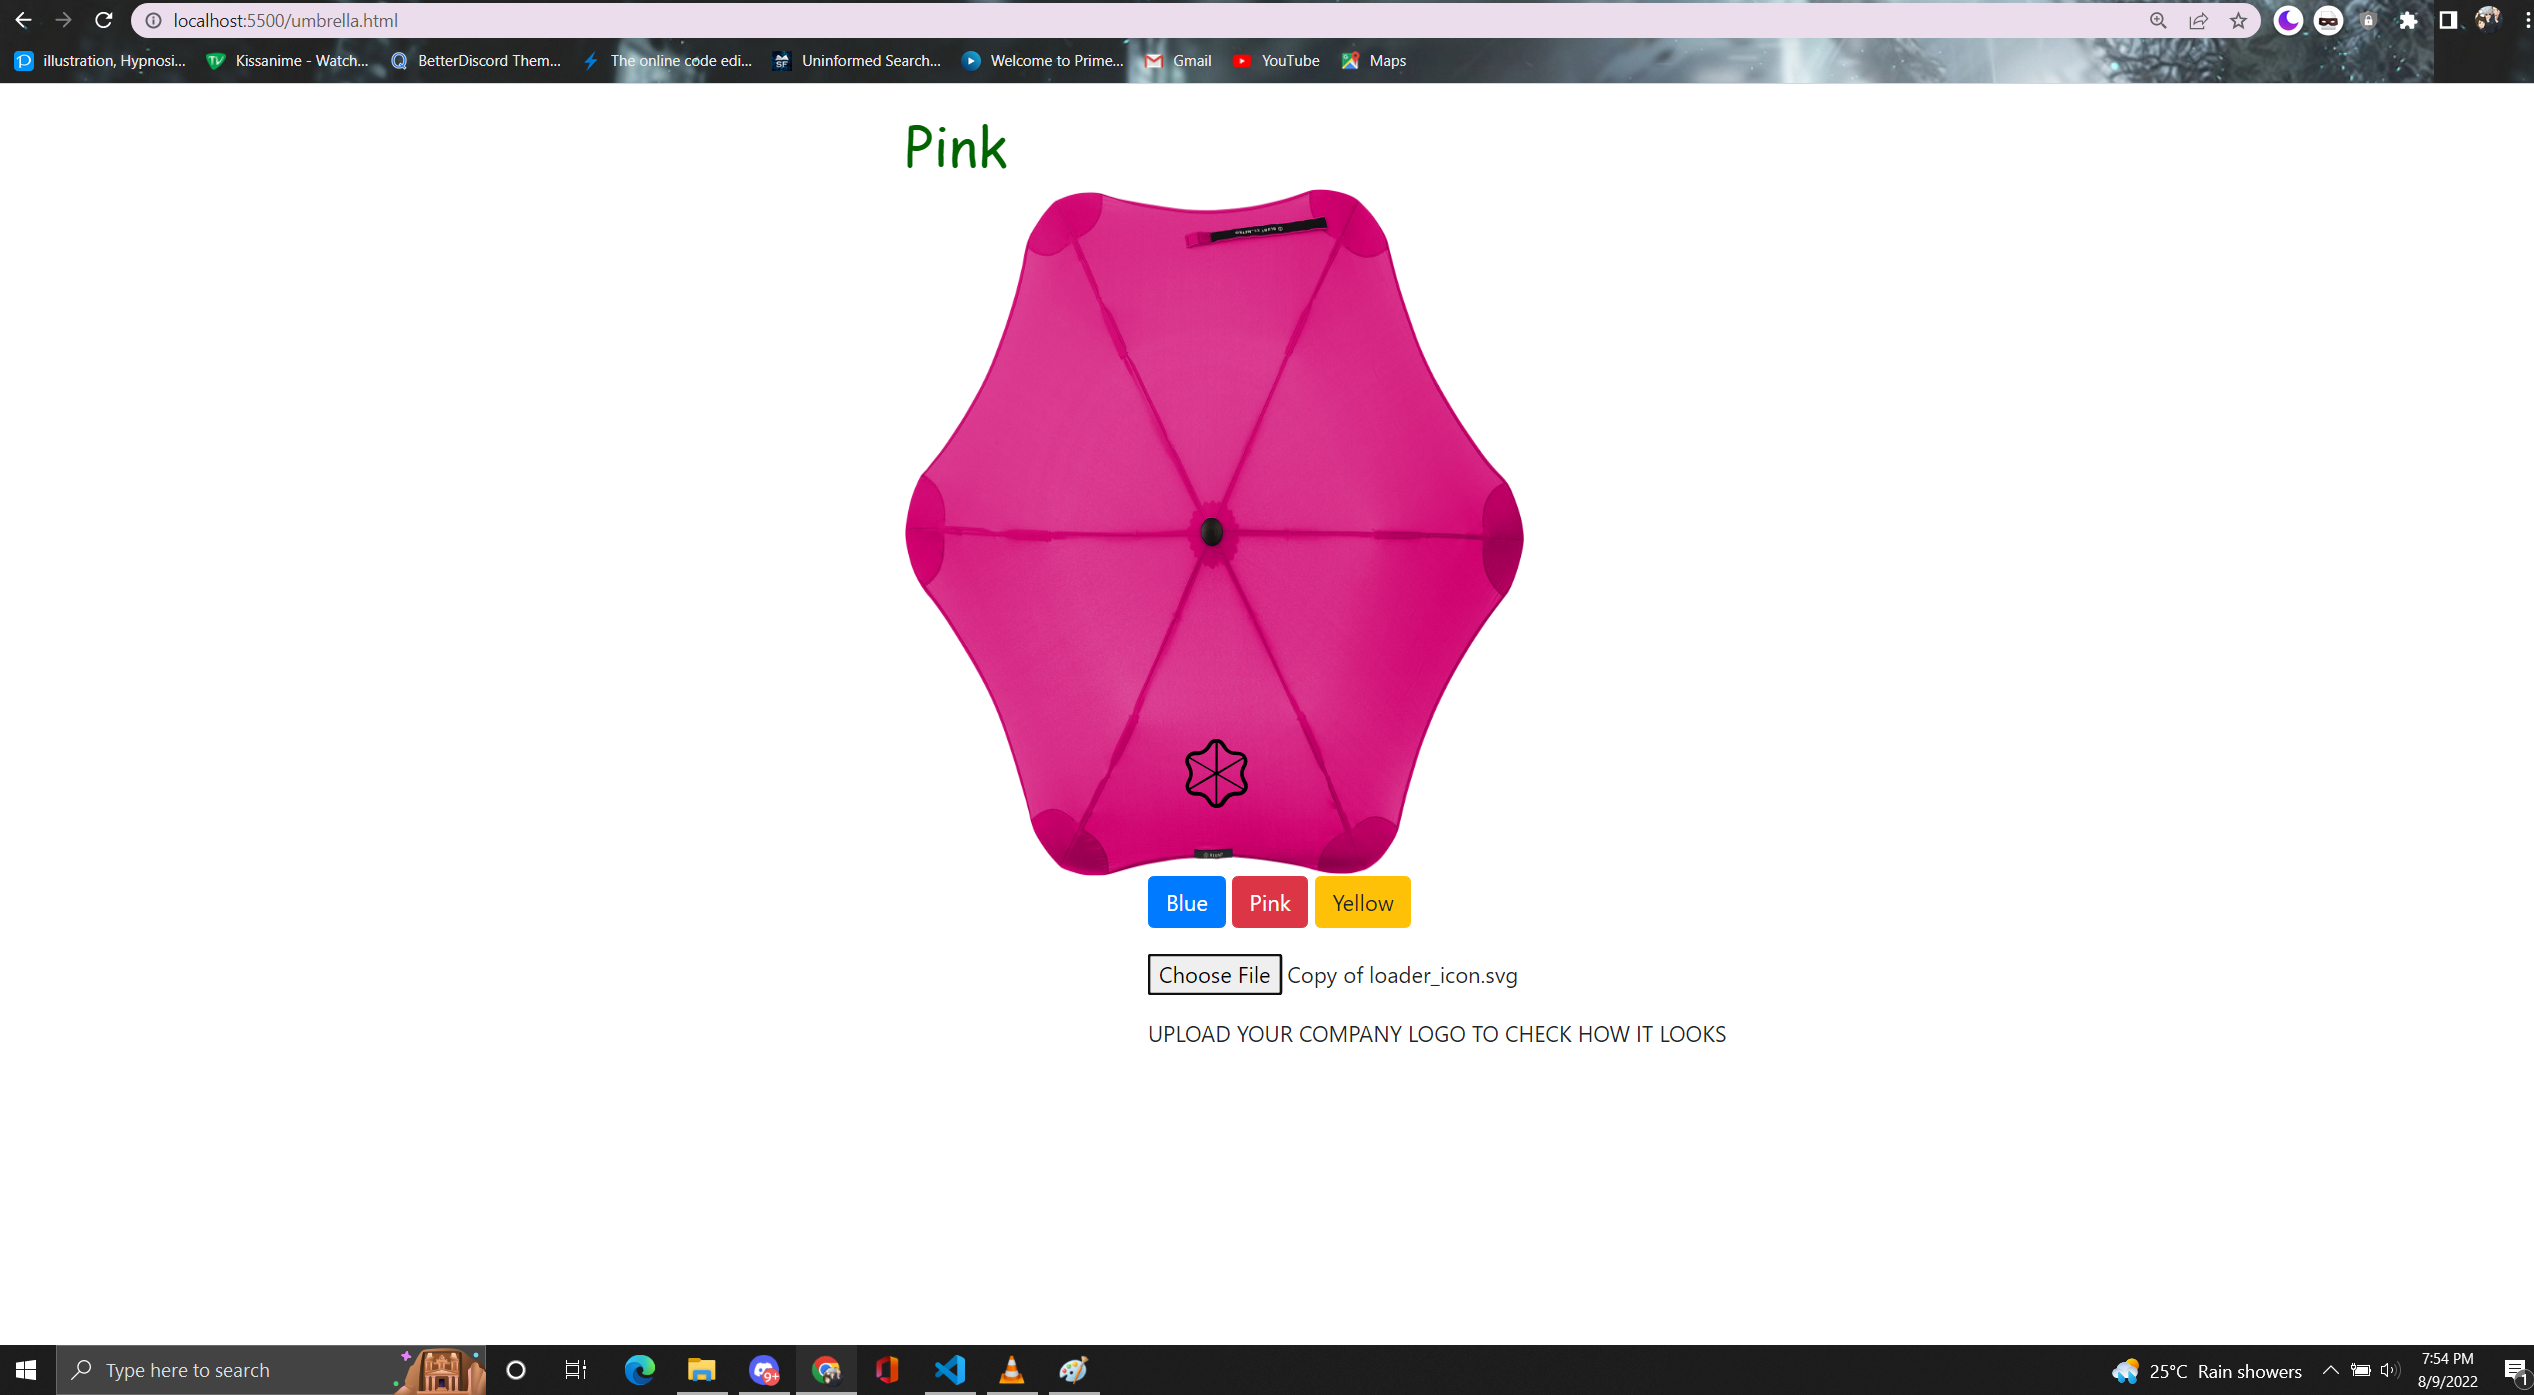 localhost:5500/umbrella.html
illustration, Hypnosi...
Kissanime - Watch...
BetterDiscord Them...
The online code edi...
Uninformed Search...
Welcome to Prime...
Gmail
YouTube
Maps
Pink
Blue
Pink
Yellow
Choose File Copy of loader_icon.svg
UPLOAD YOUR COMPANY LOGO TO CHECK HOW IT LOOKS
Type here to search
9+
25°C Rain showers
7:54 PM
8/9/2022
1